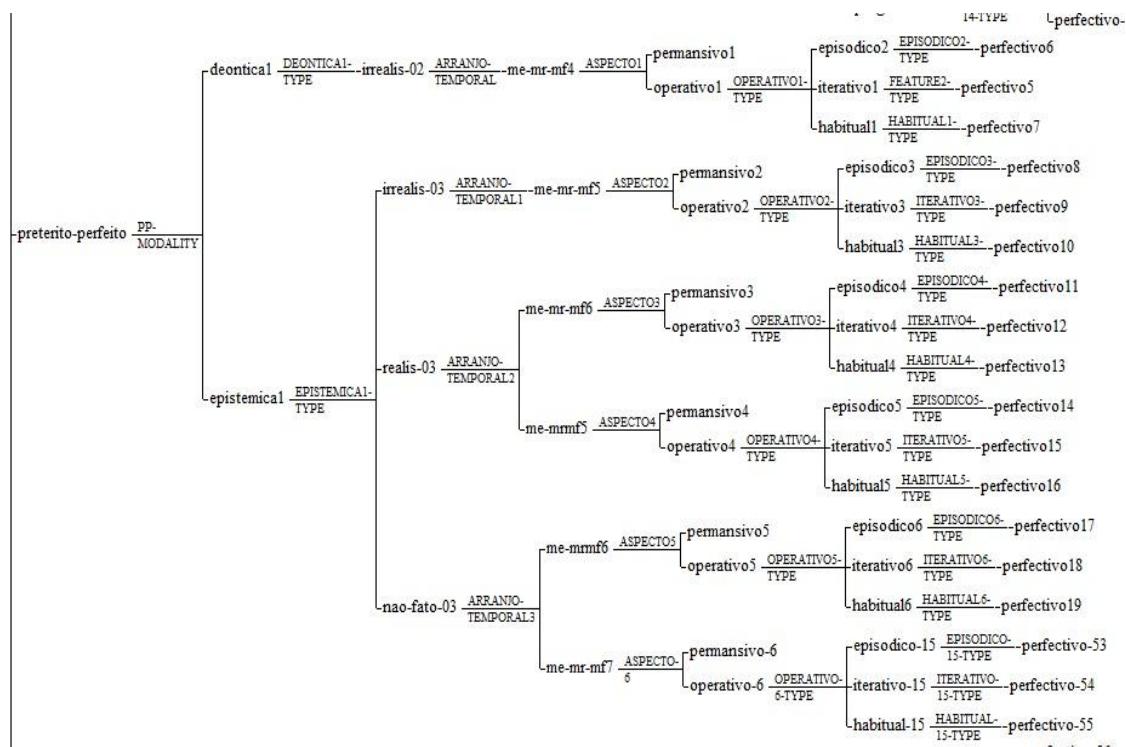 14-TYPE perfectivo-
permansivo1
episodico2 EPISODICO2-TYPE perfectivo6
deontica1 DEONTICA1-TYPE irrealis-02 ARRANJO-TEMPORAL me-mr-mf4 ASPECTO1
operativo1 OPERATIVO1-TYPE iterativo1 FEATURE2-TYPE perfectivo5
habitual1 HABITUAL1-TYPE perfectivo7
episodico3 EPISODICO3-TYPE perfectivo8
permansivo2
irrealis-03 ARRANJO-TEMPORAL1 me-mr-mf5 ASPECTO2
operativo2 OPERATIVO2-TYPE iterativo3 ITERATIVO3-TYPE perfectivo9
preterito-perfeito PP-MODALITY
habitual3 HABITUAL3-TYPE perfectivo10
episodico4 EPISODICO4-TYPE perfectivo11
permansivo3
me-mr-mf6 ASPECTO3
operativo3 OPERATIVO3-TYPE iterativo4 ITERATIVO4-TYPE perfectivo12
realis-03 ARRANJO-TEMPORAL2
habitual4 HABITUAL4-TYPE perfectivo13
epistemica1 EPISTEMICA1-TYPE
episodico5 EPISODICO5-TYPE perfectivo14
permansivo4
me-mrmf5 ASPECTO4
operativo4 OPERATIVO4-TYPE iterativo5 ITERATIVO5-TYPE perfectivo15
habitual5 HABITUAL5-TYPE perfectivo16
episodico6 EPISODICO6-TYPE perfectivo17
permansivo5
me-mrmf6 ASPECTO5
operativo5 OPERATIVO5-TYPE iterativo6 ITERATIVO6-TYPE perfectivo18
nao-fato-03 ARRANJO-TEMPORAL3
habitual6 HABITUAL6-TYPE perfectivo19
episodico-15 EPISODICO-15-TYPE perfectivo-53
permansivo-6
me-mr-mf7 ASPECTO-6
operativo-6 OPERATIVO-6-TYPE iterativo-15 ITERATIVO-15-TYPE perfectivo-54
habitual-15 HABITUAL-15-TYPE perfectivo-55